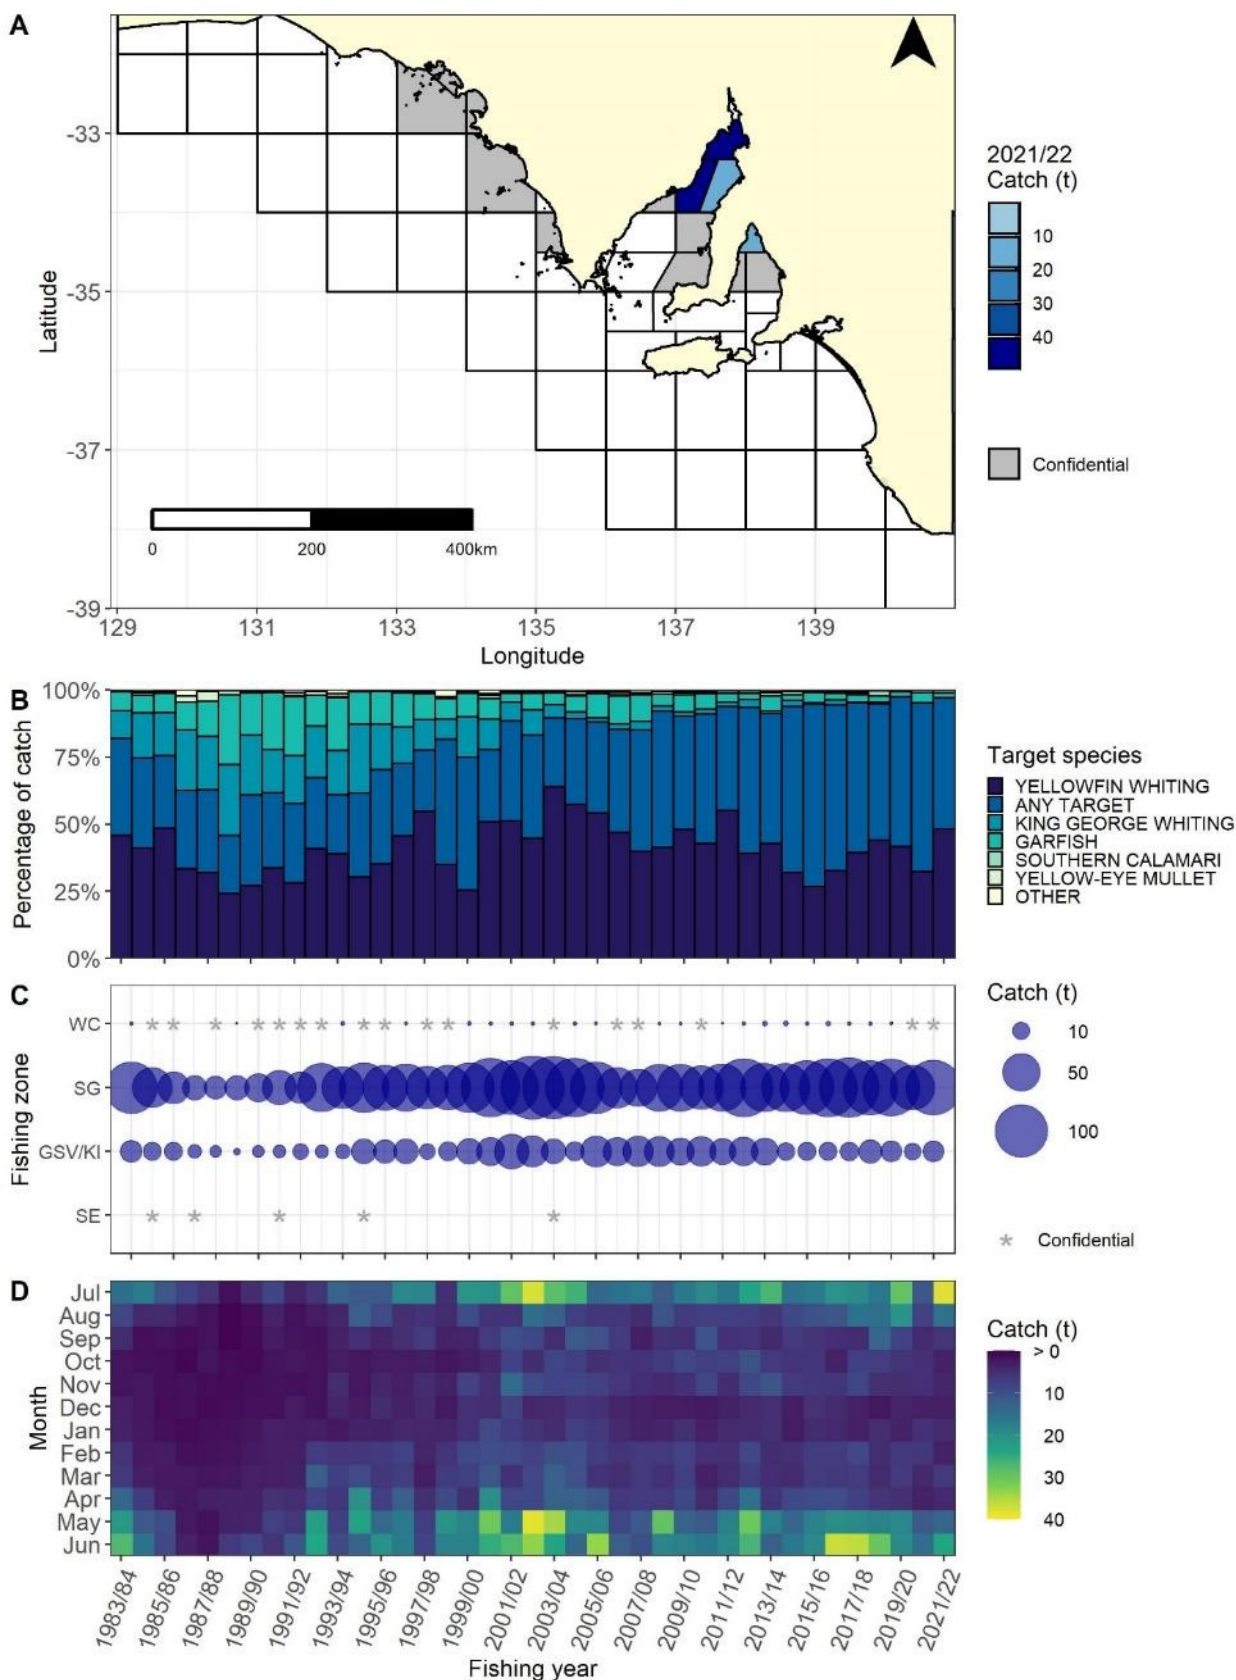 A
-33
-35
-37
-39
Latitude
129
131
133
135
137
139
Longitude
0
200
400km
2021/22
Catch (t)
10
20
30
40
Confidential
B
100%
75%
50%
25%
0%
Percentage of catch
Target species
YELLOWFIN WHITING
ANY TARGET
KING GEORGE WHITING
GARFISH
SOUTHERN CALAMARI
YELLOW-EYE MULLET
OTHER
C
WC
SG
GSV/KI
SE
Fishing zone
Catch (t)
10
50
100
* Confidential
D
Jul
Aug
Sep
Oct
Nov
Dec
Jan
Feb
Mar
Apr
May
Jun
Month
Catch (t)
> 0
10
20
30
40
1983/84
1985/86
1987/88
1989/90
1991/92
1993/94
1995/96
1997/98
1999/00
2001/02
2003/04
2005/06
2007/08
2009/10
2011/12
2013/14
2015/16
2017/18
2019/20
2021/22
Fishing year